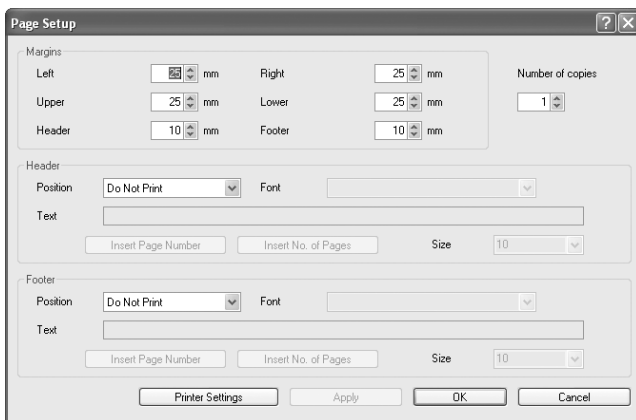 Page Setup
Margins
Left 25 mm Right 25 mm Number of copies
Upper 25 mm Lower 25 mm 1
Header 10 mm Footer 10 mm
Header
Position Do Not Print Font
Text
Insert Page Number Insert No. of Pages Size 10
Footer
Position Do Not Print Font
Text
Insert Page Number Insert No. of Pages Size 10
Printer Settings Apply OK Cancel